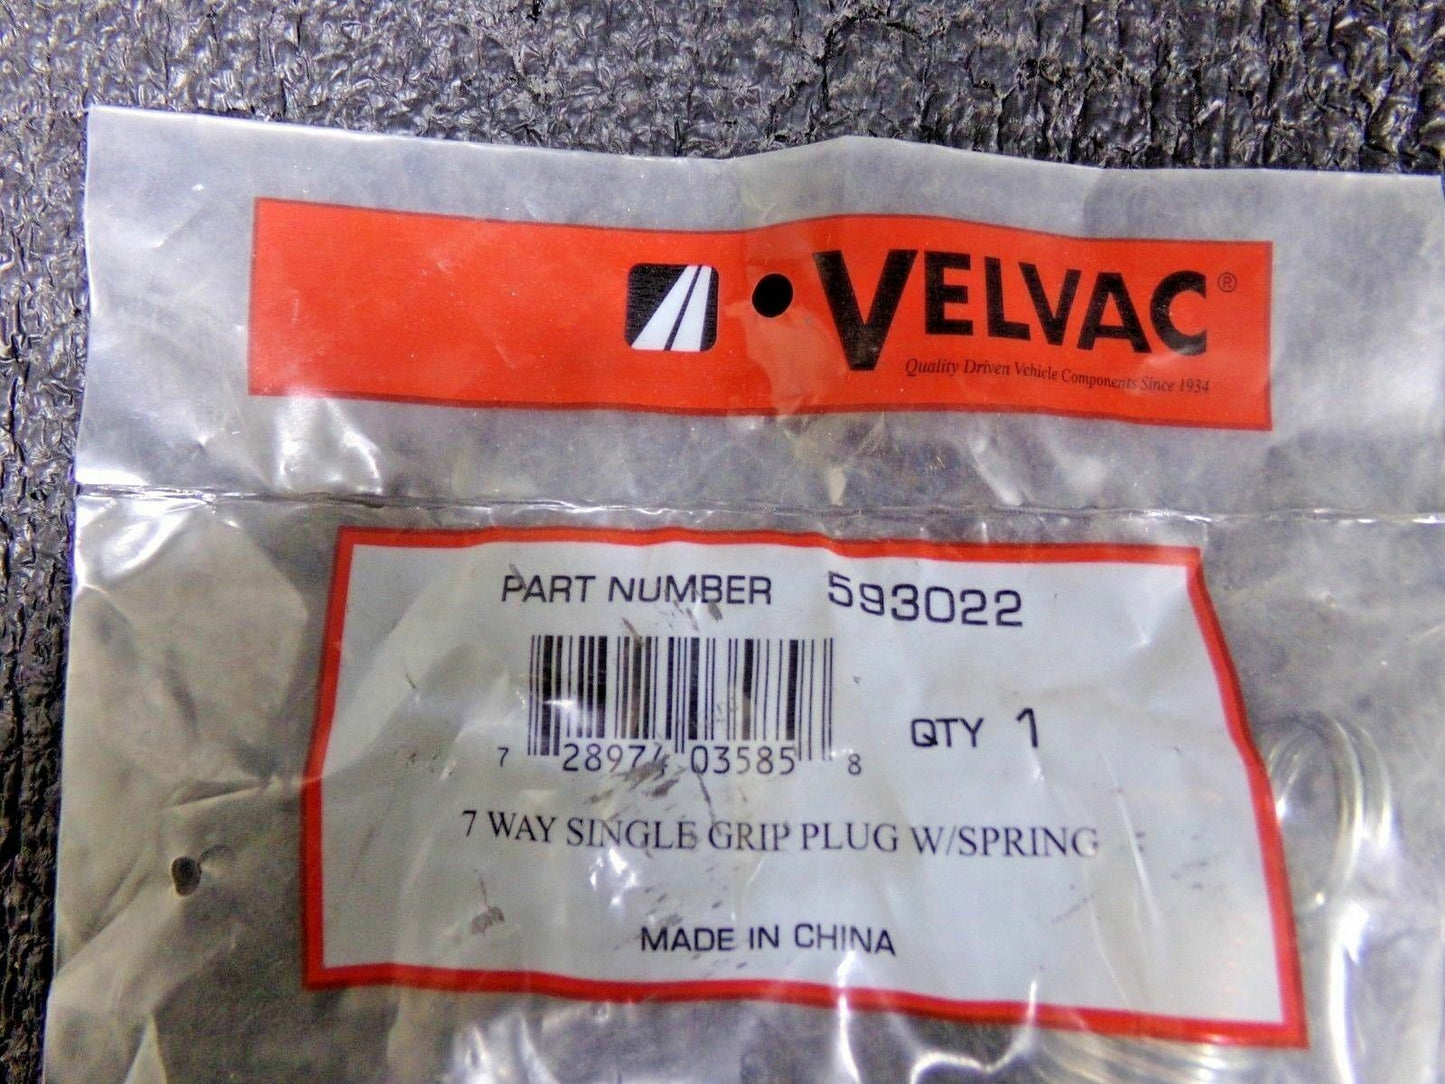 VELVAC®
Quality Driven Vehicle Components Since 1934
PART NUMBER 593022
7 28974 03585 8
QTY 1
7 WAY SINGLE GRIP PLUG W/SPRING
MADE IN CHINA